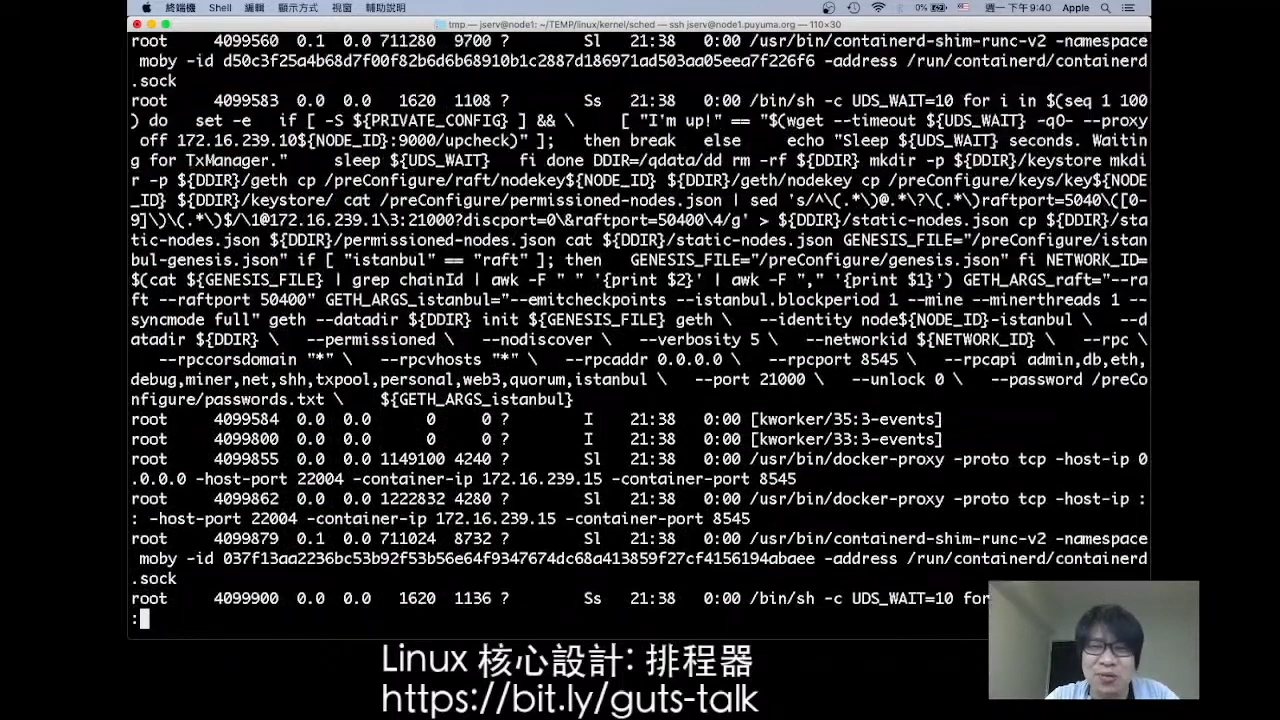 終端機 Shell 編輯 顯示方式 視窗 輔助說明 0% 週一 下午 9:40 Apple
tmp — jserv@node1: ~/TEMP/linux/kernel/sched — ssh jserv@node1.puyuma.org — 110×30
root 4099560 0.1 0.0 711280 9700 ? Sl 21:38 0:00 /usr/bin/containerd-shim-runc-v2 -namespace
moby -id d50c3f25a4b68d7f00f82b6d6b68910b1c2887d186971ad503aa05eea7f226f6 -address /run/containerd/containerd
.sock
root 4099583 0.0 0.0 1620 1108 ? Ss 21:38 0:00 /bin/sh -c UDS_WAIT=10 for i in $(seq 1 100
) do set -e if [ -S ${PRIVATE_CONFIG} ] && \ [ "I'm up!" == "$(wget --timeout ${UDS_WAIT} -qO- --proxy
off 172.16.239.10${NODE_ID}:9000/upcheck)" ]; then break else echo "Sleep ${UDS_WAIT} seconds. Waitin
g for TxManager." sleep ${UDS_WAIT} fi done DDIR=/qdata/dd rm -rf ${DDIR} mkdir -p ${DDIR}/keystore mkdi
r -p ${DDIR}/geth cp /preConfigure/raft/nodekey${NODE_ID} ${DDIR}/geth/nodekey cp /preConfigure/keys/key${NODE
_ID} ${DDIR}/keystore/ cat /preConfigure/permissioned-nodes.json | sed 's/^\(.*\)@.*\?\(.*\)raftport=5040\([0-
9]\)\(.*\)$/\1@172.16.239.1\3:21000?discport=0\&raftport=50400\4/g' > ${DDIR}/static-nodes.json cp ${DDIR}/sta
tic-nodes.json ${DDIR}/permissioned-nodes.json cat ${DDIR}/static-nodes.json GENESIS_FILE="/preConfigure/istan
bul-genesis.json" if [ "istanbul" == "raft" ]; then GENESIS_FILE="/preConfigure/genesis.json" fi NETWORK_ID=
$(cat ${GENESIS_FILE} | grep chainId | awk -F " " '{print $2}' | awk -F "," '{print $1}') GETH_ARGS_raft="--ra
ft --raftport 50400" GETH_ARGS_istanbul="--emitcheckpoints --istanbul.blockperiod 1 --mine --minerthreads 1 --
syncmode full" geth --datadir ${DDIR} init ${GENESIS_FILE} geth \ --identity node${NODE_ID}-istanbul \ --d
atadir ${DDIR} \ --permissioned \ --nodiscover \ --verbosity 5 \ --networkid ${NETWORK_ID} \ --rpc \
--rpccorsdomain "*" \ --rpcvhosts "*" \ --rpcaddr 0.0.0.0 \ --rpcport 8545 \ --rpcapi admin,db,eth,
debug,miner,net,shh,txpool,personal,web3,quorum,istanbul \ --port 21000 \ --unlock 0 \ --password /preCo
nfigure/passwords.txt \ ${GETH_ARGS_istanbul}
root 4099584 0.0 0.0 0 0 ? I 21:38 0:00 [kworker/35:3-events]
root 4099800 0.0 0.0 0 0 ? I 21:38 0:00 [kworker/33:3-events]
root 4099855 0.0 0.0 1149100 4240 ? Sl 21:38 0:00 /usr/bin/docker-proxy -proto tcp -host-ip 0
.0.0.0 -host-port 22004 -container-ip 172.16.239.15 -container-port 8545
root 4099862 0.0 0.0 1222832 4280 ? Sl 21:38 0:00 /usr/bin/docker-proxy -proto tcp -host-ip :
: -host-port 22004 -container-ip 172.16.239.15 -container-port 8545
root 4099879 0.1 0.0 711024 8732 ? Sl 21:38 0:00 /usr/bin/containerd-shim-runc-v2 -namespace
moby -id 037f13aa2236bc53b92f53b56e64f9347674dc68a413859f27cf4156194abaee -address /run/containerd/containerd
.sock
root 4099900 0.0 0.0 1620 1136 ? Ss 21:38 0:00 /bin/sh -c UDS_WAIT=10 for
:
Linux 核心設計: 排程器
https://bit.ly/guts-talk